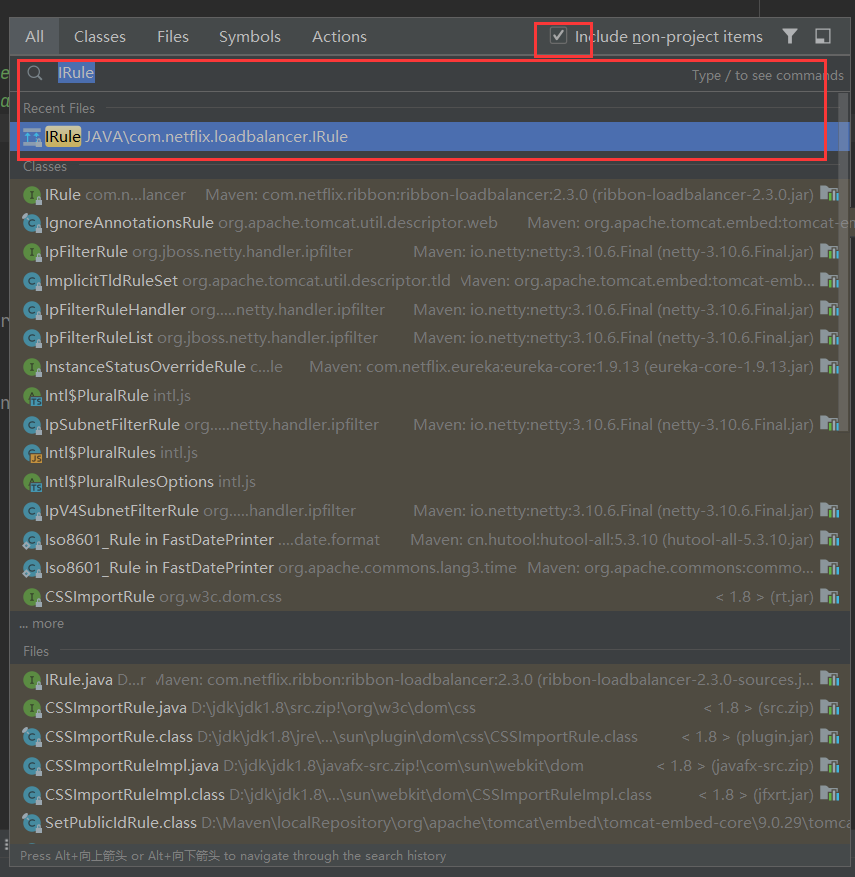 All Classes Files Symbols Actions Include non-project items
IRule Type / to see commands
Recent Files
IRule JAVA\com.netflix.loadbalancer.IRule
Classes
IRule com.n...lancer Maven: com.netflix.ribbon:ribbon-loadbalancer:2.3.0 (ribbon-loadbalancer-2.3.0.jar)
IgnoreAnnotationsRule org.apache.tomcat.util.descriptor.web Maven: org.apache.tomcat.embed:tomcat-em
IpFilterRule org.jboss.netty.handler.ipfilter Maven: io.netty:netty:3.10.6.Final (netty-3.10.6.Final.jar)
ImplicitTldRuleSet org.apache.tomcat.util.descriptor.tld Maven: org.apache.tomcat.embed:tomcat-emb...
IpFilterRuleHandler org.....netty.handler.ipfilter Maven: io.netty:netty:3.10.6.Final (netty-3.10.6.Final.jar)
IpFilterRuleList org.jboss.netty.handler.ipfilter Maven: io.netty:netty:3.10.6.Final (netty-3.10.6.Final.jar)
InstanceStatusOverrideRule c...le Maven: com.netflix.eureka:eureka-core:1.9.13 (eureka-core-1.9.13.jar)
Intl$PluralRule intl.js
IpSubnetFilterRule org.....netty.handler.ipfilter Maven: io.netty:netty:3.10.6.Final (netty-3.10.6.Final.jar)
Intl$PluralRules intl.js
Intl$PluralRulesOptions intl.js
IpV4SubnetFilterRule org.....handler.ipfilter Maven: io.netty:netty:3.10.6.Final (netty-3.10.6.Final.jar)
Iso8601_Rule in FastDatePrinter ....date.format Maven: cn.hutool:hutool-all:5.3.10 (hutool-all-5.3.10.jar)
Iso8601_Rule in FastDatePrinter org.apache.commons.lang3.time Maven: org.apache.commons:commo...
CSSImportRule org.w3c.dom.css < 1.8 > (rt.jar)
... more
Files
IRule.java D...r Maven: com.netflix.ribbon:ribbon-loadbalancer:2.3.0 (ribbon-loadbalancer-2.3.0-sources.j...
CSSImportRule.java D:\jdk\jdk1.8\src.zip!\org\w3c\dom\css < 1.8 > (src.zip)
CSSImportRule.class D:\jdk\jdk1.8\jre\...\sun\plugin\dom\css\CSSImportRule.class < 1.8 > (plugin.jar)
CSSImportRuleImpl.java D:\jdk\jdk1.8\javafx-src.zip!\com\sun\webkit\dom < 1.8 > (javafx-src.zip)
CSSImportRuleImpl.class D:\jdk\jdk1.8\...\sun\webkit\dom\CSSImportRuleImpl.class < 1.8 > (jfxrt.jar)
SetPublicIdRule.class D:\Maven\localRepository\org\apache\tomcat\embed\tomcat-embed-core\9.0.29\tomca
Press Alt+向上箭头 or Alt+向下箭头 to navigate through the search history